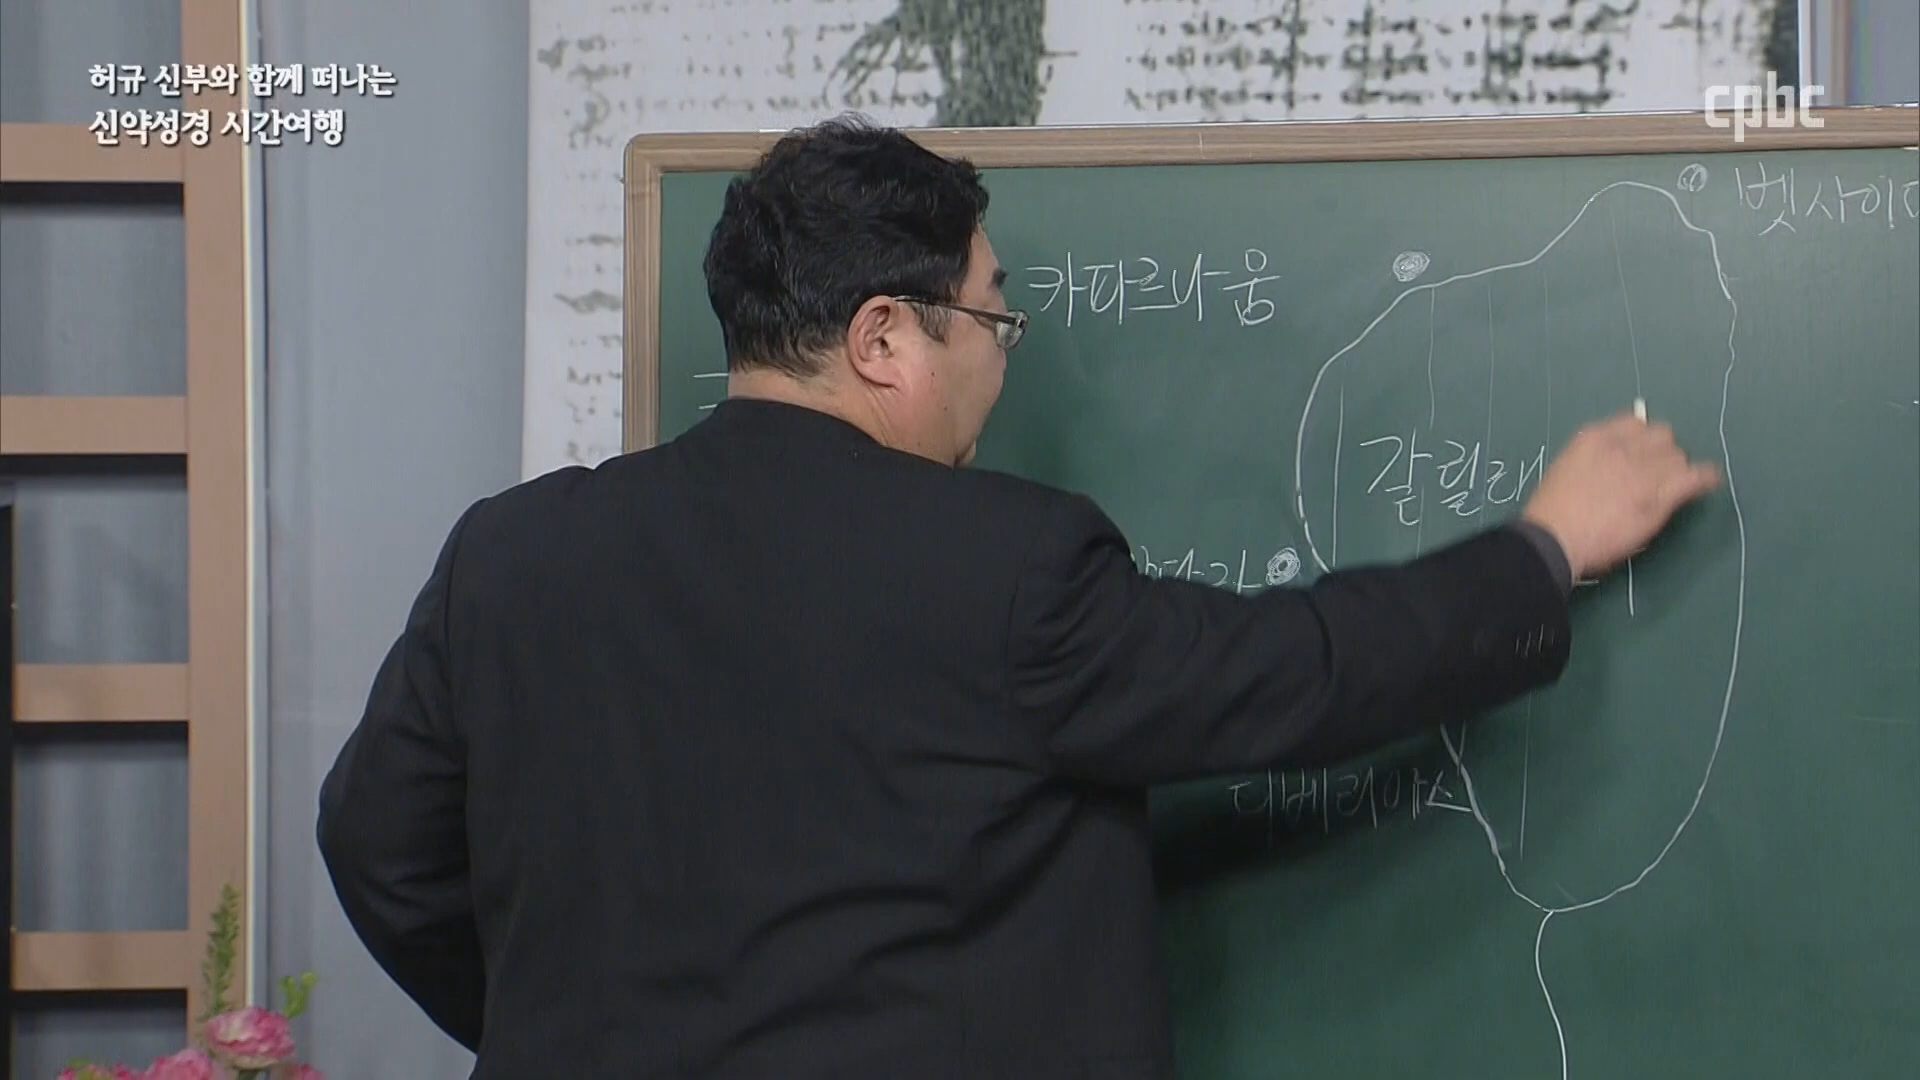 허규 신부와 함께 떠나는
신약성경 시간여행
cpbc
벳사이
카파르나움
갈릴래
티베리아스